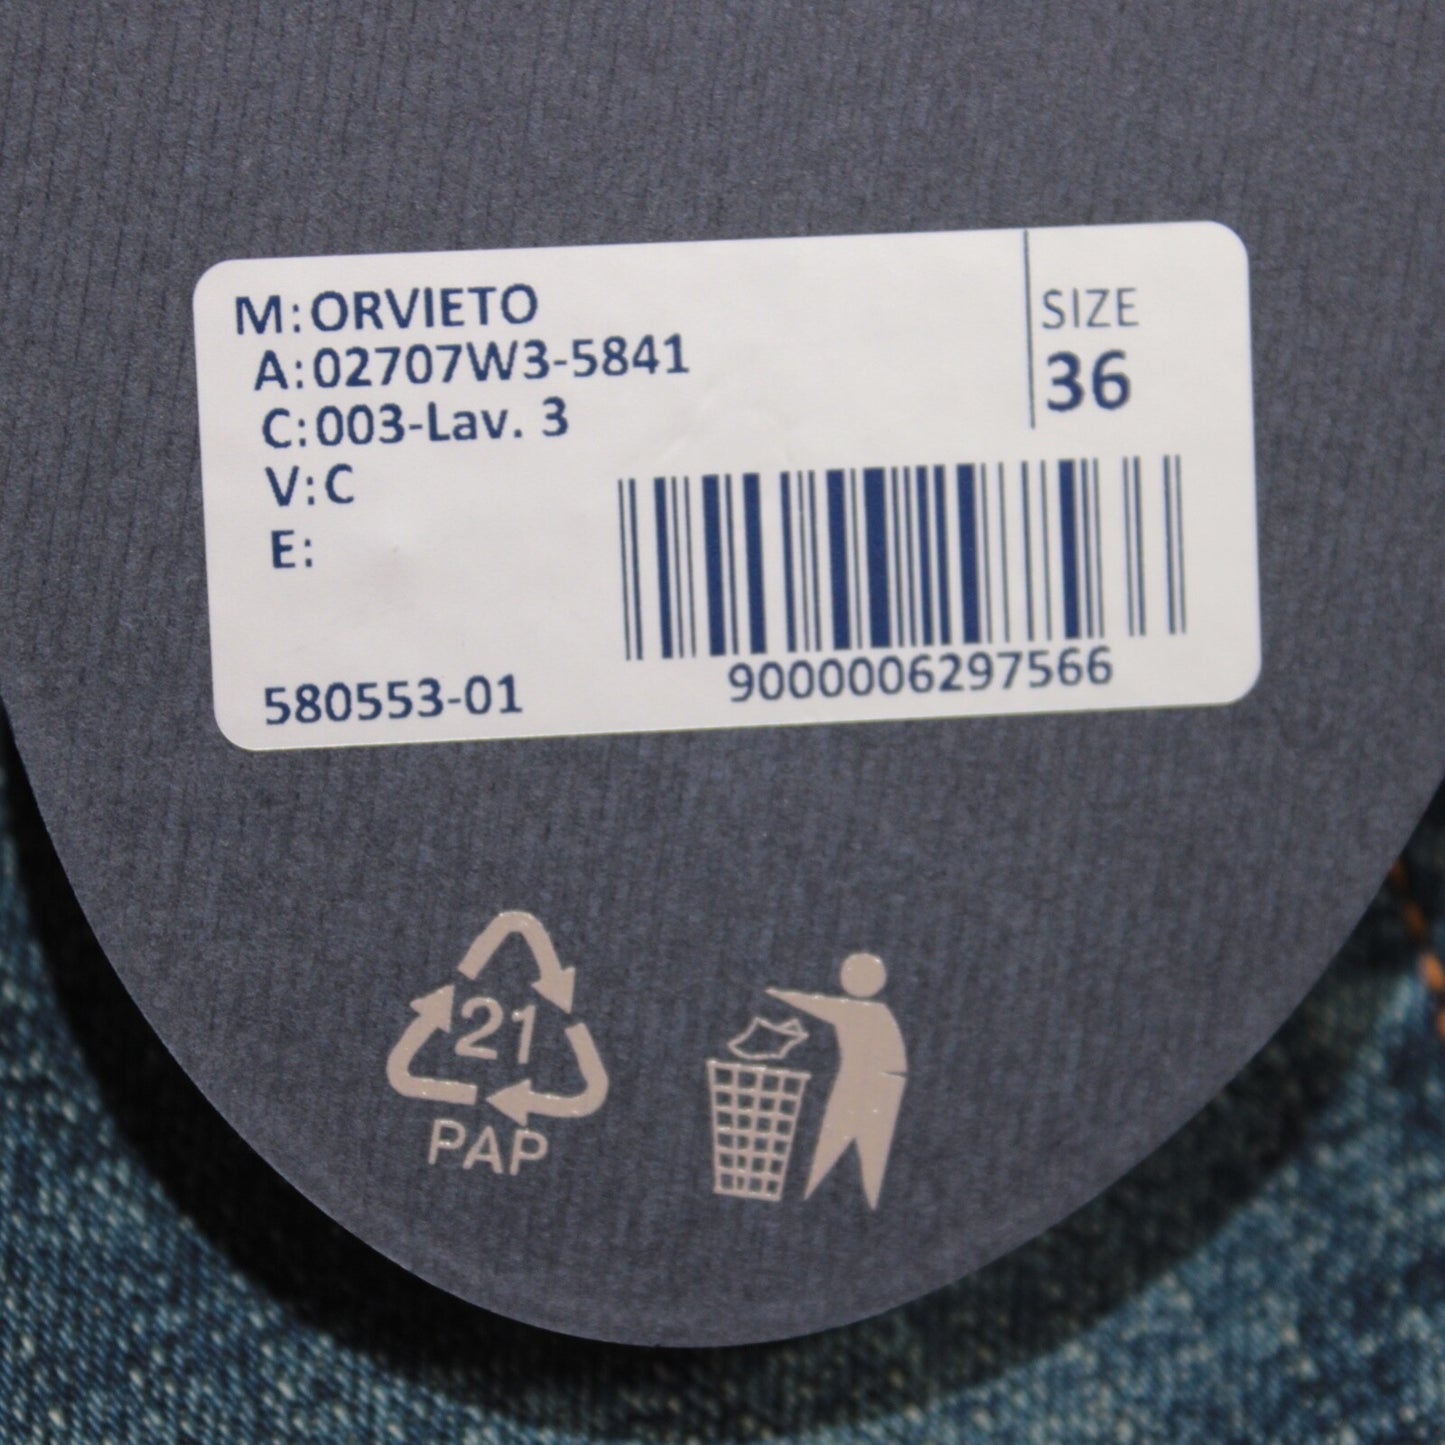 M: ORVIETO
A: 02707W3-5841
C: 003-Lav. 3
V: C
E:
580553-01
SIZE
36
9000006297566
21
PAP